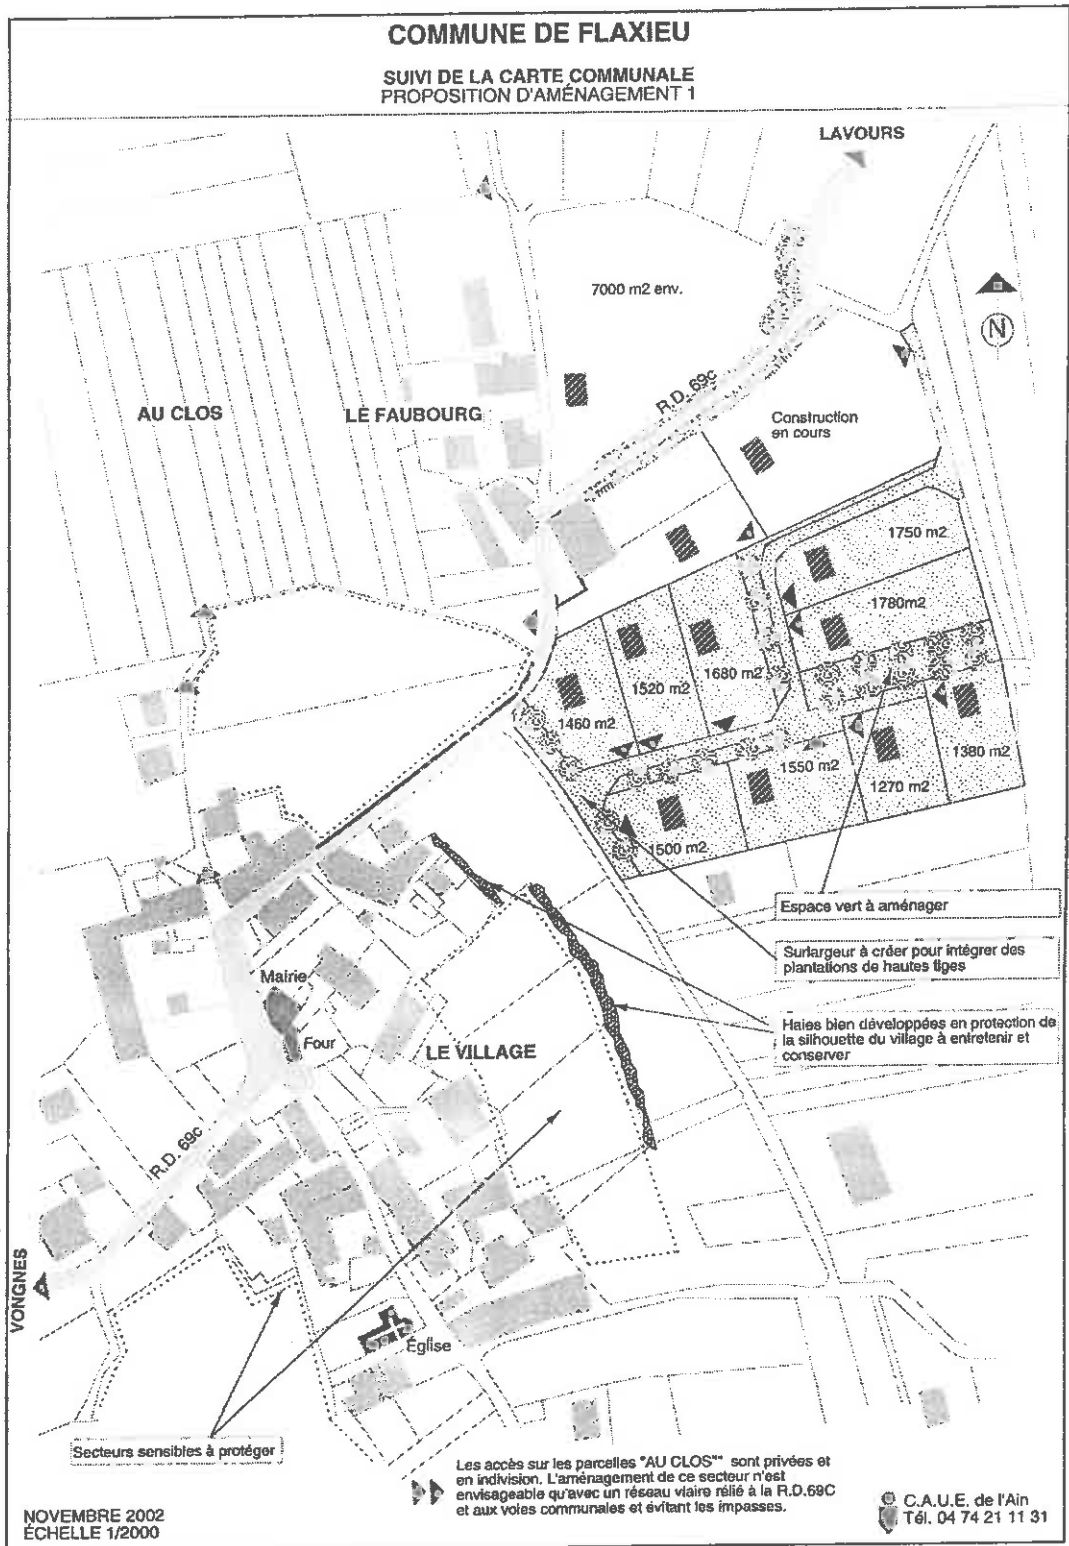 COMMUNE DE FLAXIEU
SUIVI DE LA CARTE COMMUNALE
PROPOSITION D'AMÉNAGEMENT 1
LAVOURS
7000 m2 env.
N
R.D. 69c
AU CLOS
LE FAUBOURG
Construction
en cours
1750 m2
1780m2
1680 m2
1520 m2
1460 m2
1380 m2
1550 m2
1270 m2
1500 m2
Espace vert à aménager
Surlargeur à créer pour intégrer des
plantations de hautes tiges
Mairie
Haies bien développées en protection de
la silhouette du village à entretenir et
conserver
Four
LE VILLAGE
R.D. 69c
VONGNES
Église
Secteurs sensibles à protéger
Les accès sur les parcelles "AU CLOS"" sont privées et
en indivision. L'aménagement de ce secteur n'est
envisageable qu'avec un réseau viaire rélié à la R.D.69C
et aux voies communales et évitant les impasses.
NOVEMBRE 2002
ÉCHELLE 1/2000
C.A.U.E. de l'Ain
Tél. 04 74 21 11 31